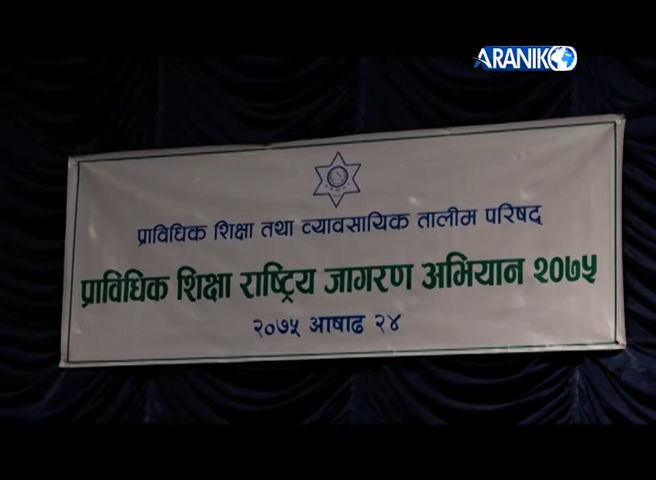 ARANIKO
प्राविधिक शिक्षा तथा व्यावसायिक तालीम परिषद
प्राविधिक शिक्षा राष्ट्रिय जागरण अभियान २०७५
२०७५ आषाढ २४